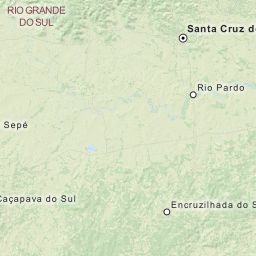 RIO GRANDE
DO SUL
Santa Cruz do
Rio Pardo
Sepé
Caçapava do Sul
Encruzilhada do S